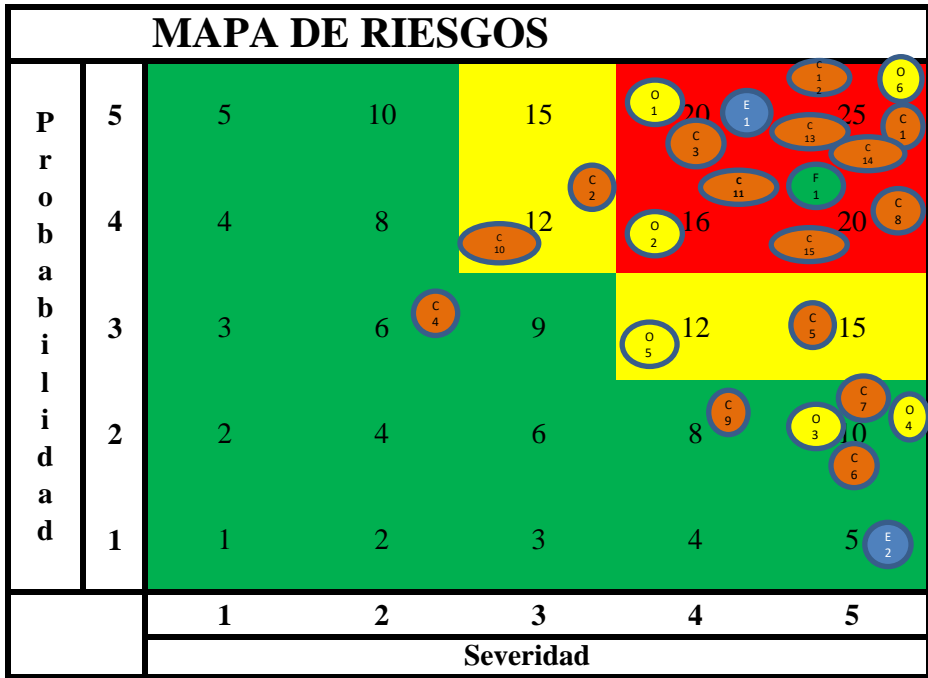 MAPA DE RIESGOS
Probabilidad
5 5 10 15 20 25
O 1
E 1
C 12
O 6
C 1
C 3
C 13
C 14
4 4 8 12 16 20
C 2
C 10
C 11
F 1
C 8
O 2
C 15
3 3 6 9 12 15
C 4
O 5
C 5
2 2 4 6 8 10
C 9
C 7
O 3
O 4
C 6
1 1 2 3 4 5
E 2
1 2 3 4 5
Severidad